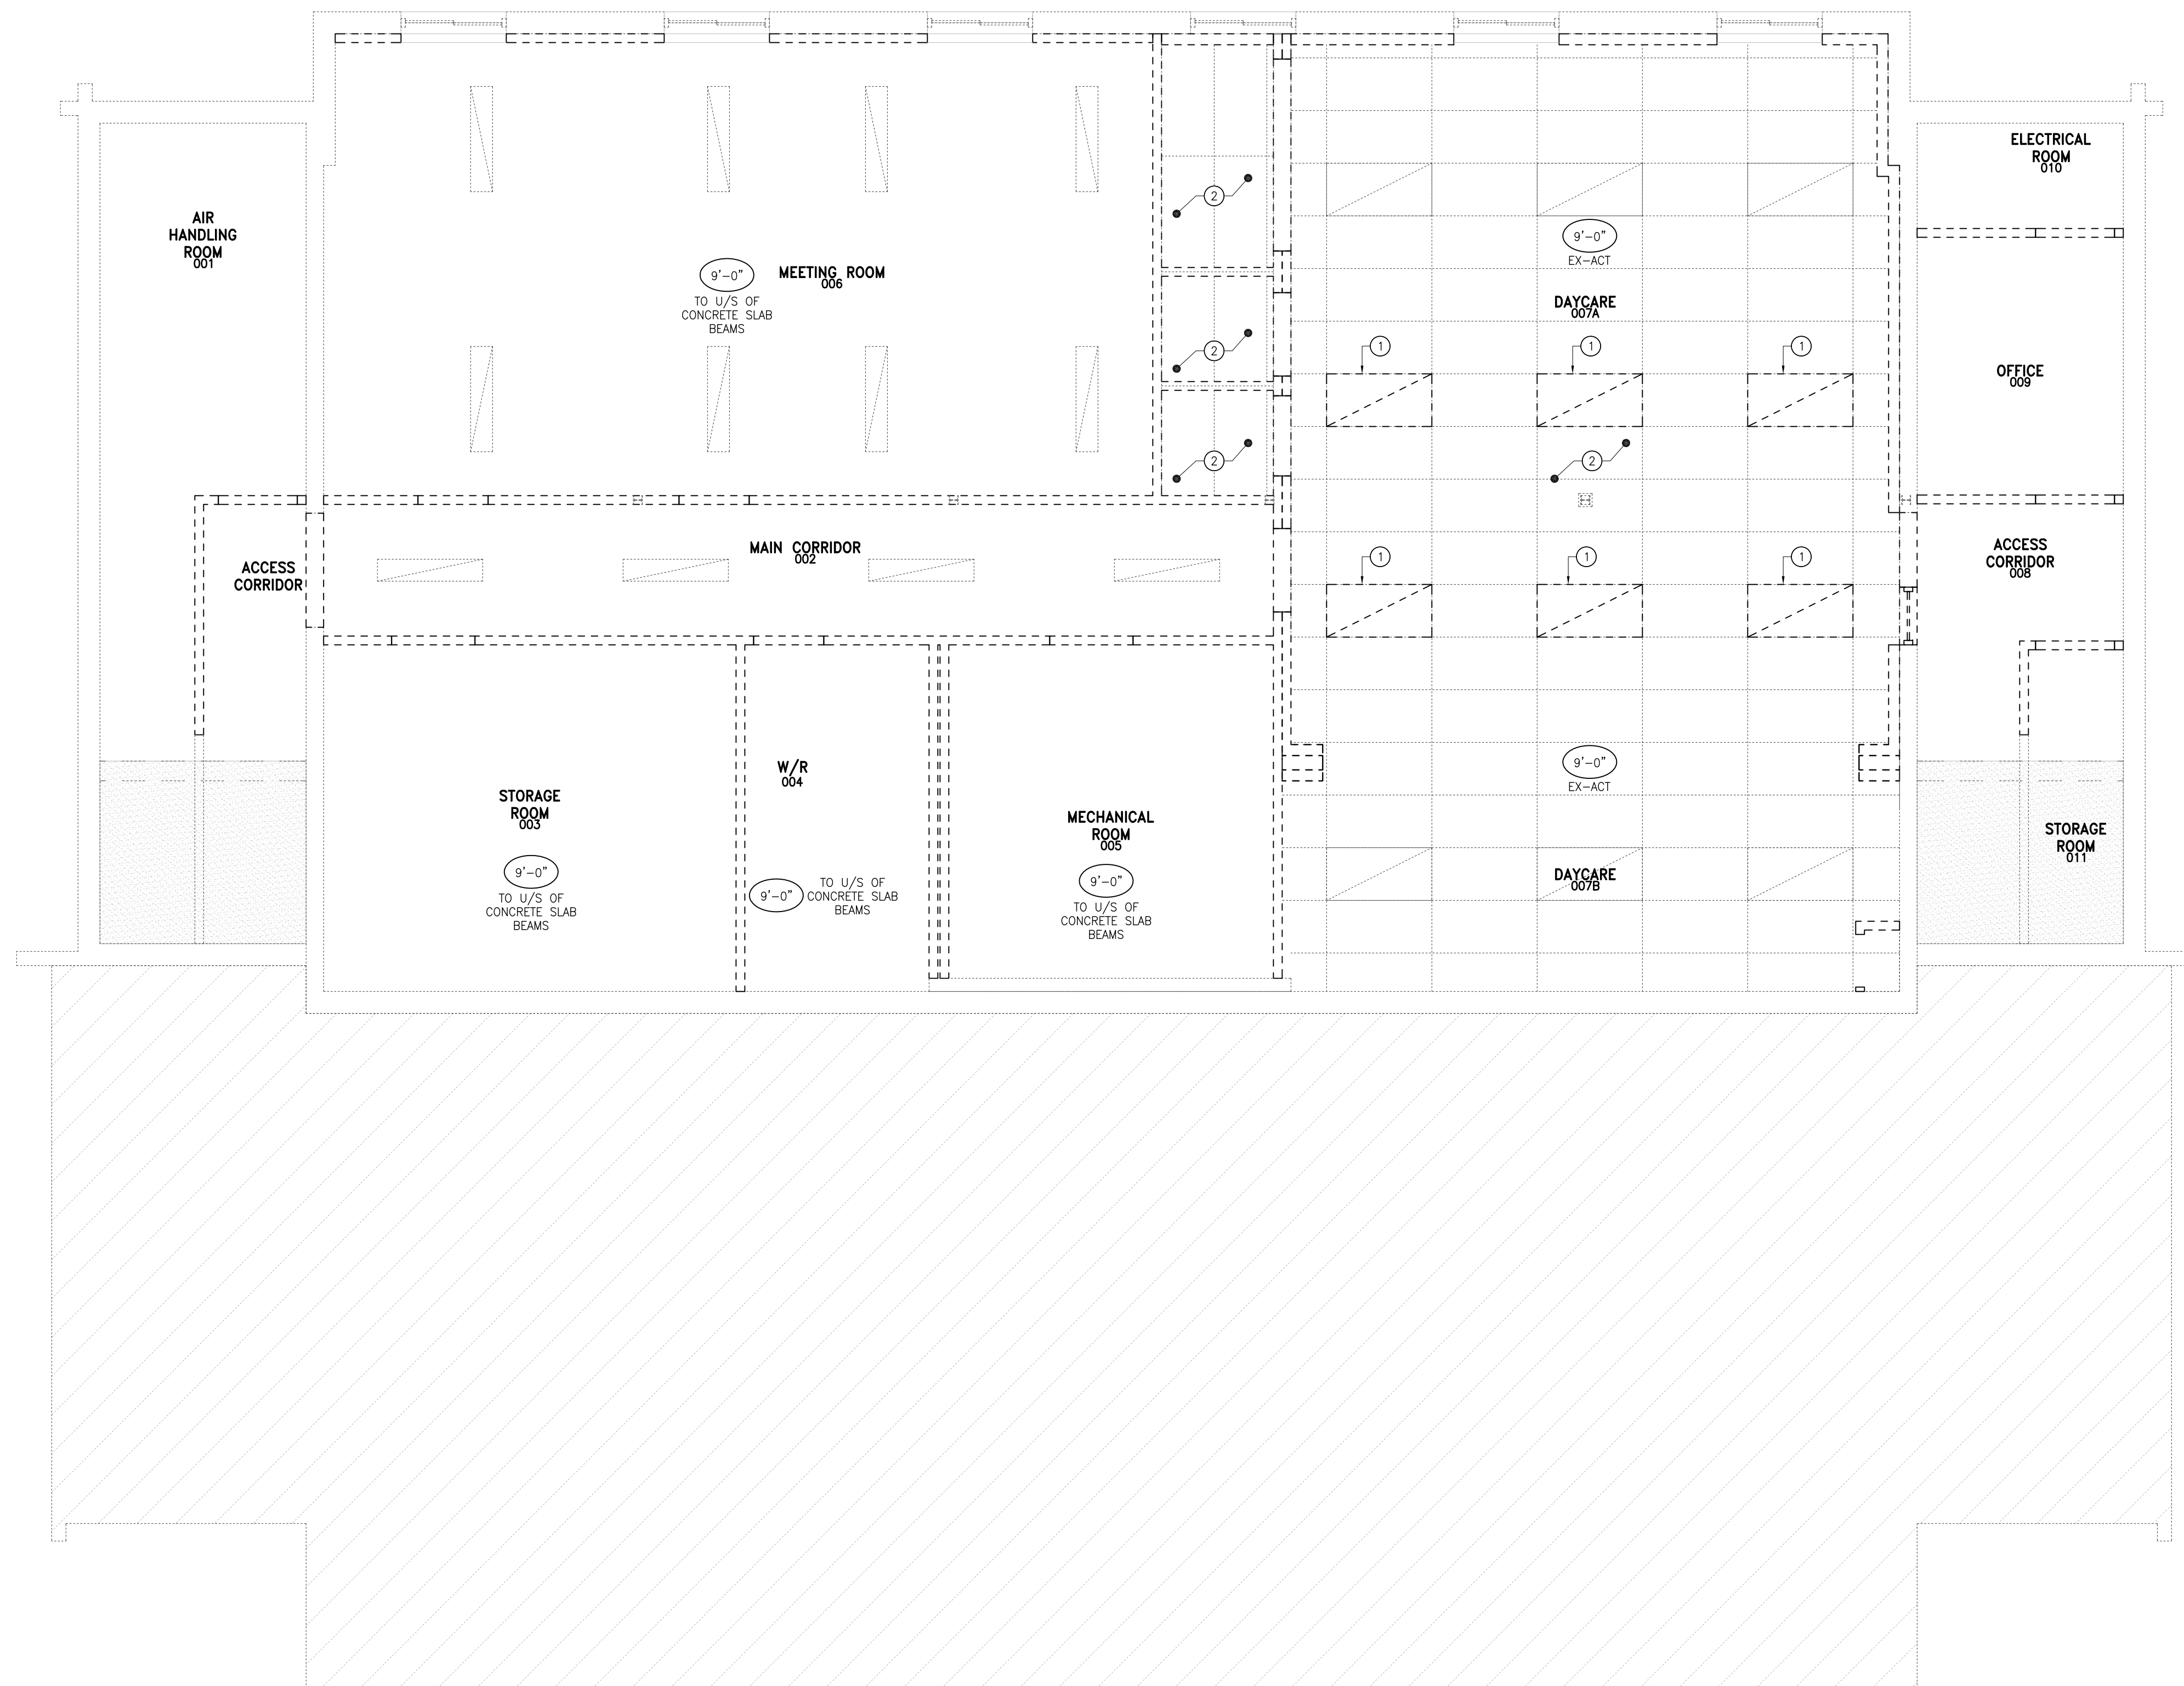 ELECTRICAL
ROOM
010
AIR
HANDLING
ROOM
001
2
9'-0"
EX-ACT
9'-0"
TO U/S OF
CONCRETE SLAB
BEAMS
MEETING ROOM
006
DAYCARE
007A
2
1
1
1
OFFICE
009
2
2
ACCESS
CORRIDOR
MAIN CORRIDOR
002
1
1
1
ACCESS
CORRIDOR
008
STORAGE
ROOM
003
9'-0"
TO U/S OF
CONCRETE SLAB
BEAMS
W/R
004
9'-0"
TO U/S OF
CONCRETE SLAB
BEAMS
MECHANICAL
ROOM
005
9'-0"
TO U/S OF
CONCRETE SLAB
BEAMS
9'-0"
EX-ACT
DAYCARE
007B
STORAGE
ROOM
011